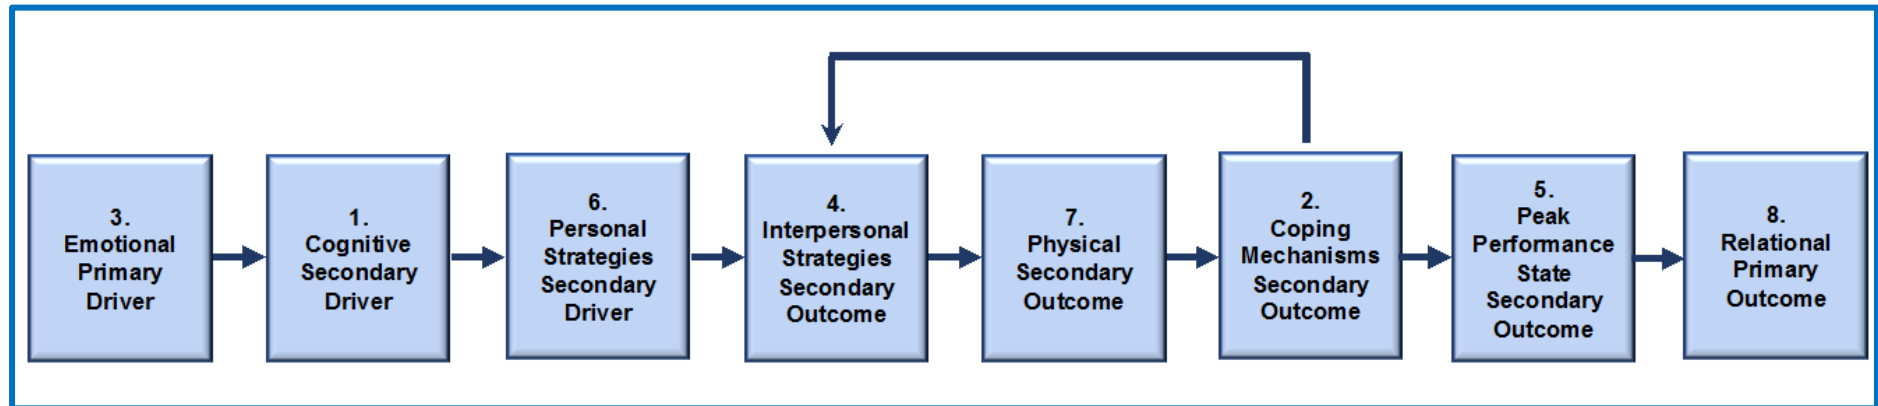 3.
Emotional
Primary
Driver
1.
Cognitive
Secondary
Driver
6.
Personal
Strategies
Secondary
Driver
4.
Interpersonal
Strategies
Secondary
Outcome
7.
Physical
Secondary
Outcome
2.
Coping
Mechanisms
Secondary
Outcome
5.
Peak
Performance
State
Secondary
Outcome
8.
Relational
Primary
Outcome